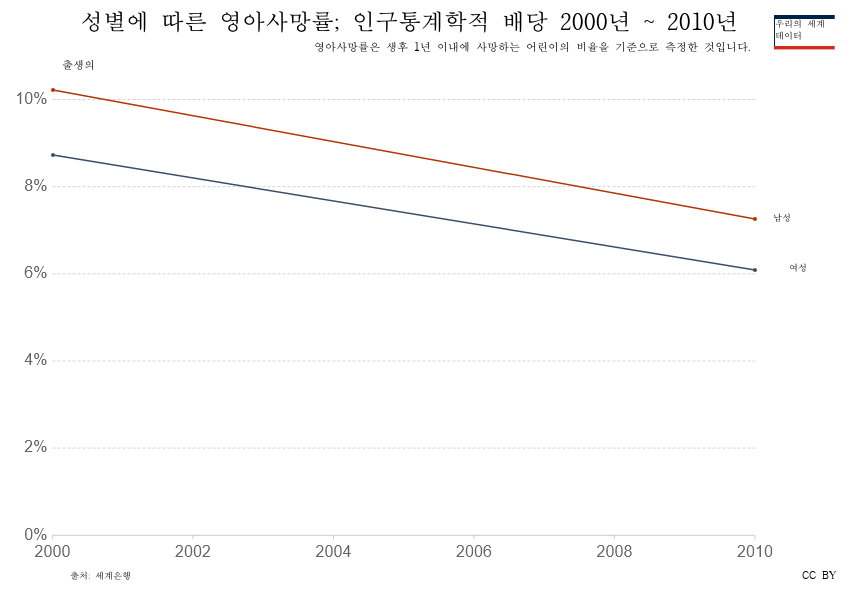 성별에 따른 영아사망률; 인구통계학적 배당 2000년 ~ 2010년
우리의 세계
데이터
영아사망률은 생후 1년 이내에 사망하는 어린이의 비율을 기준으로 측정한 것입니다.
출생의
10%
8%
6%
4%
2%
0%
남성
여성
2000 2002 2004 2006 2008 2010
출처: 세계은행
CC BY